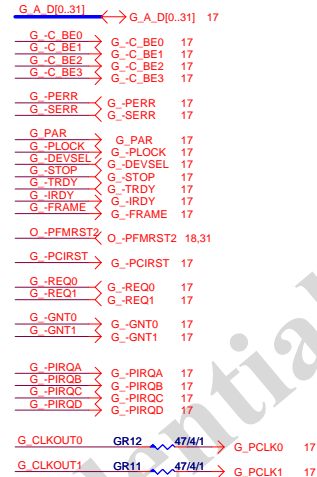 G_A_D[0..31] G_A_D[0..31] 17
G_-C_BE0 G_-C_BE0 17
G_-C_BE1 G_-C_BE1 17
G_-C_BE2 G_-C_BE2 17
G_-C_BE3 G_-C_BE3 17
G_-PERR G_-PERR 17
G_-SERR G_-SERR 17
G_PAR G_PAR 17
G_-PLOCK G_-PLOCK 17
G_-DEVSEL G_-DEVSEL 17
G_-STOP G_-STOP 17
G_-TRDY G_-TRDY 17
G_-IRDY G_-IRDY 17
G_-FRAME G_-FRAME 17
O_-PFMRST2 O_-PFMRST2 18,31
G_-PCIRST G_-PCIRST 17
G_-REQ0 G_-REQ0 17
G_-REQ1 G_-REQ1 17
G_-GNT0 G_-GNT0 17
G_-GNT1 G_-GNT1 17
G_-PIRQA G_-PIRQA 17
G_-PIRQB G_-PIRQB 17
G_-PIRQC G_-PIRQC 17
G_-PIRQD G_-PIRQD 17
G_CLKOUT0 GR12 47/4/1 G_PCLK0 17
G_CLKOUT1 GR11 47/4/1 G_PCLK1 17